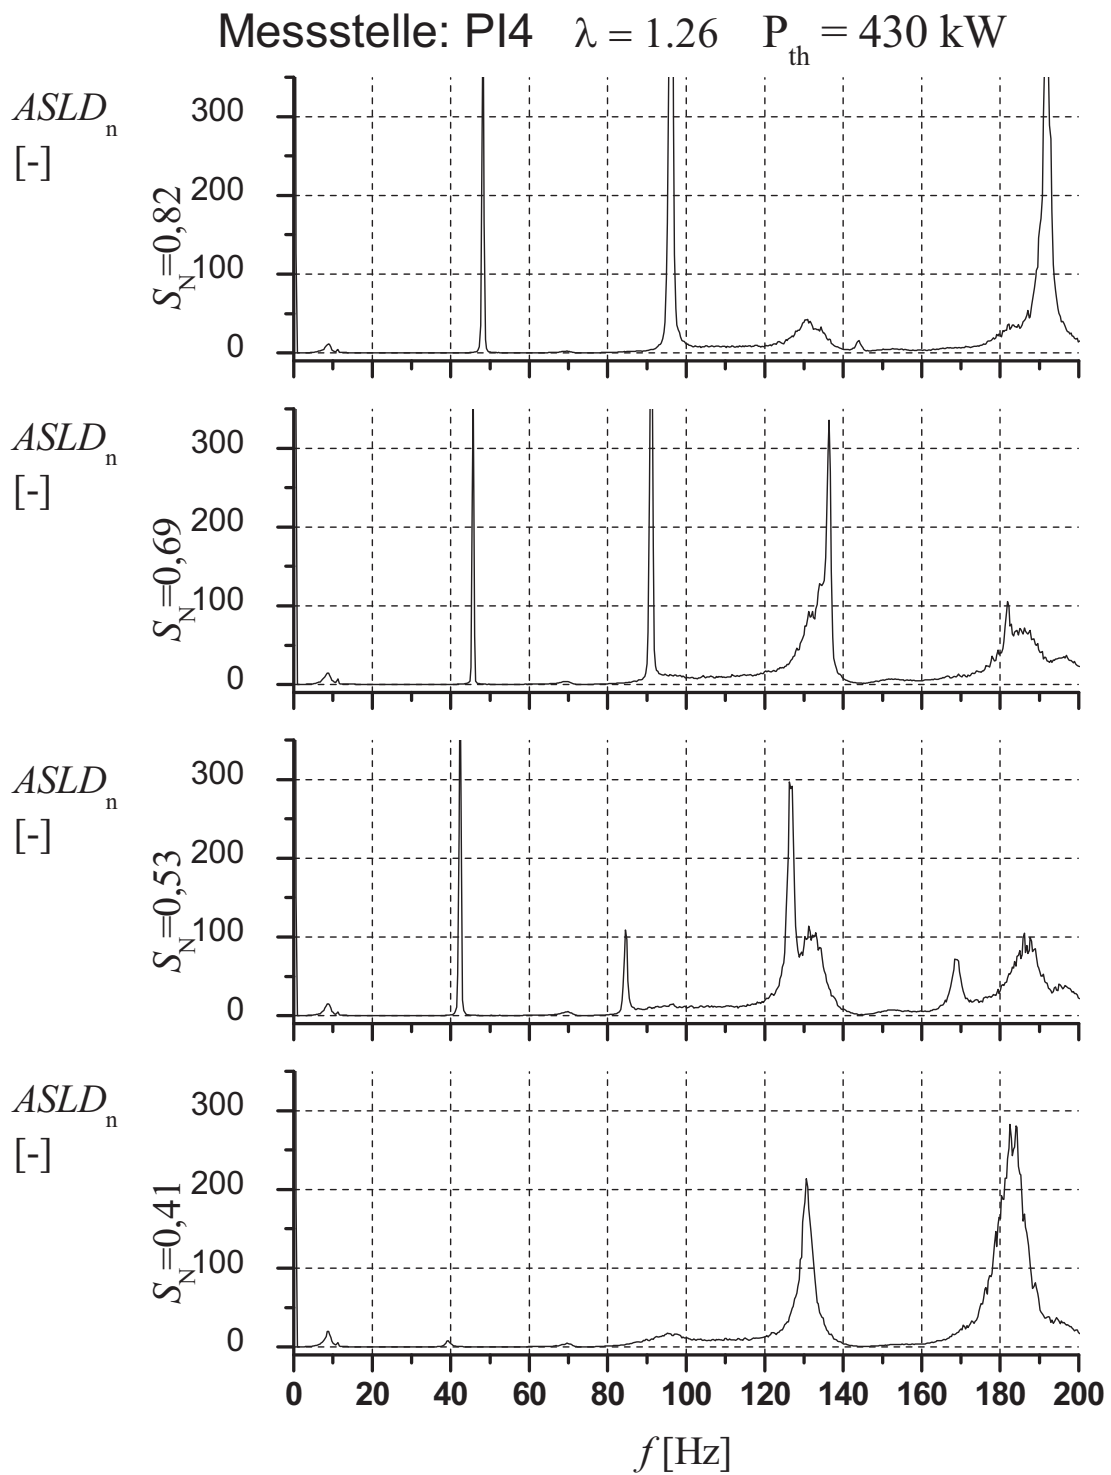 Messstelle: PI4 λ = 1.26 P_th = 430 kW
ASLD_n
[-]
S_N=0,82
300
200
100
0
ASLD_n
[-]
S_N=0,69
300
200
100
0
ASLD_n
[-]
S_N=0,53
300
200
100
0
ASLD_n
[-]
S_N=0,41
300
200
100
0
0 20 40 60 80 100 120 140 160 180 200
f [Hz]